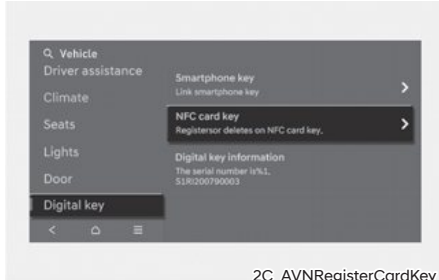 Vehicle
Driver assistance
Climate
Seats
Lights
Door
Digital key
Smartphone key
Link smartphone key
NFC card key
Registersor deletes on NFC card key.
Digital key information
The serial number is%1,
S1RI200790003
2C_AVNRegisterCardKey